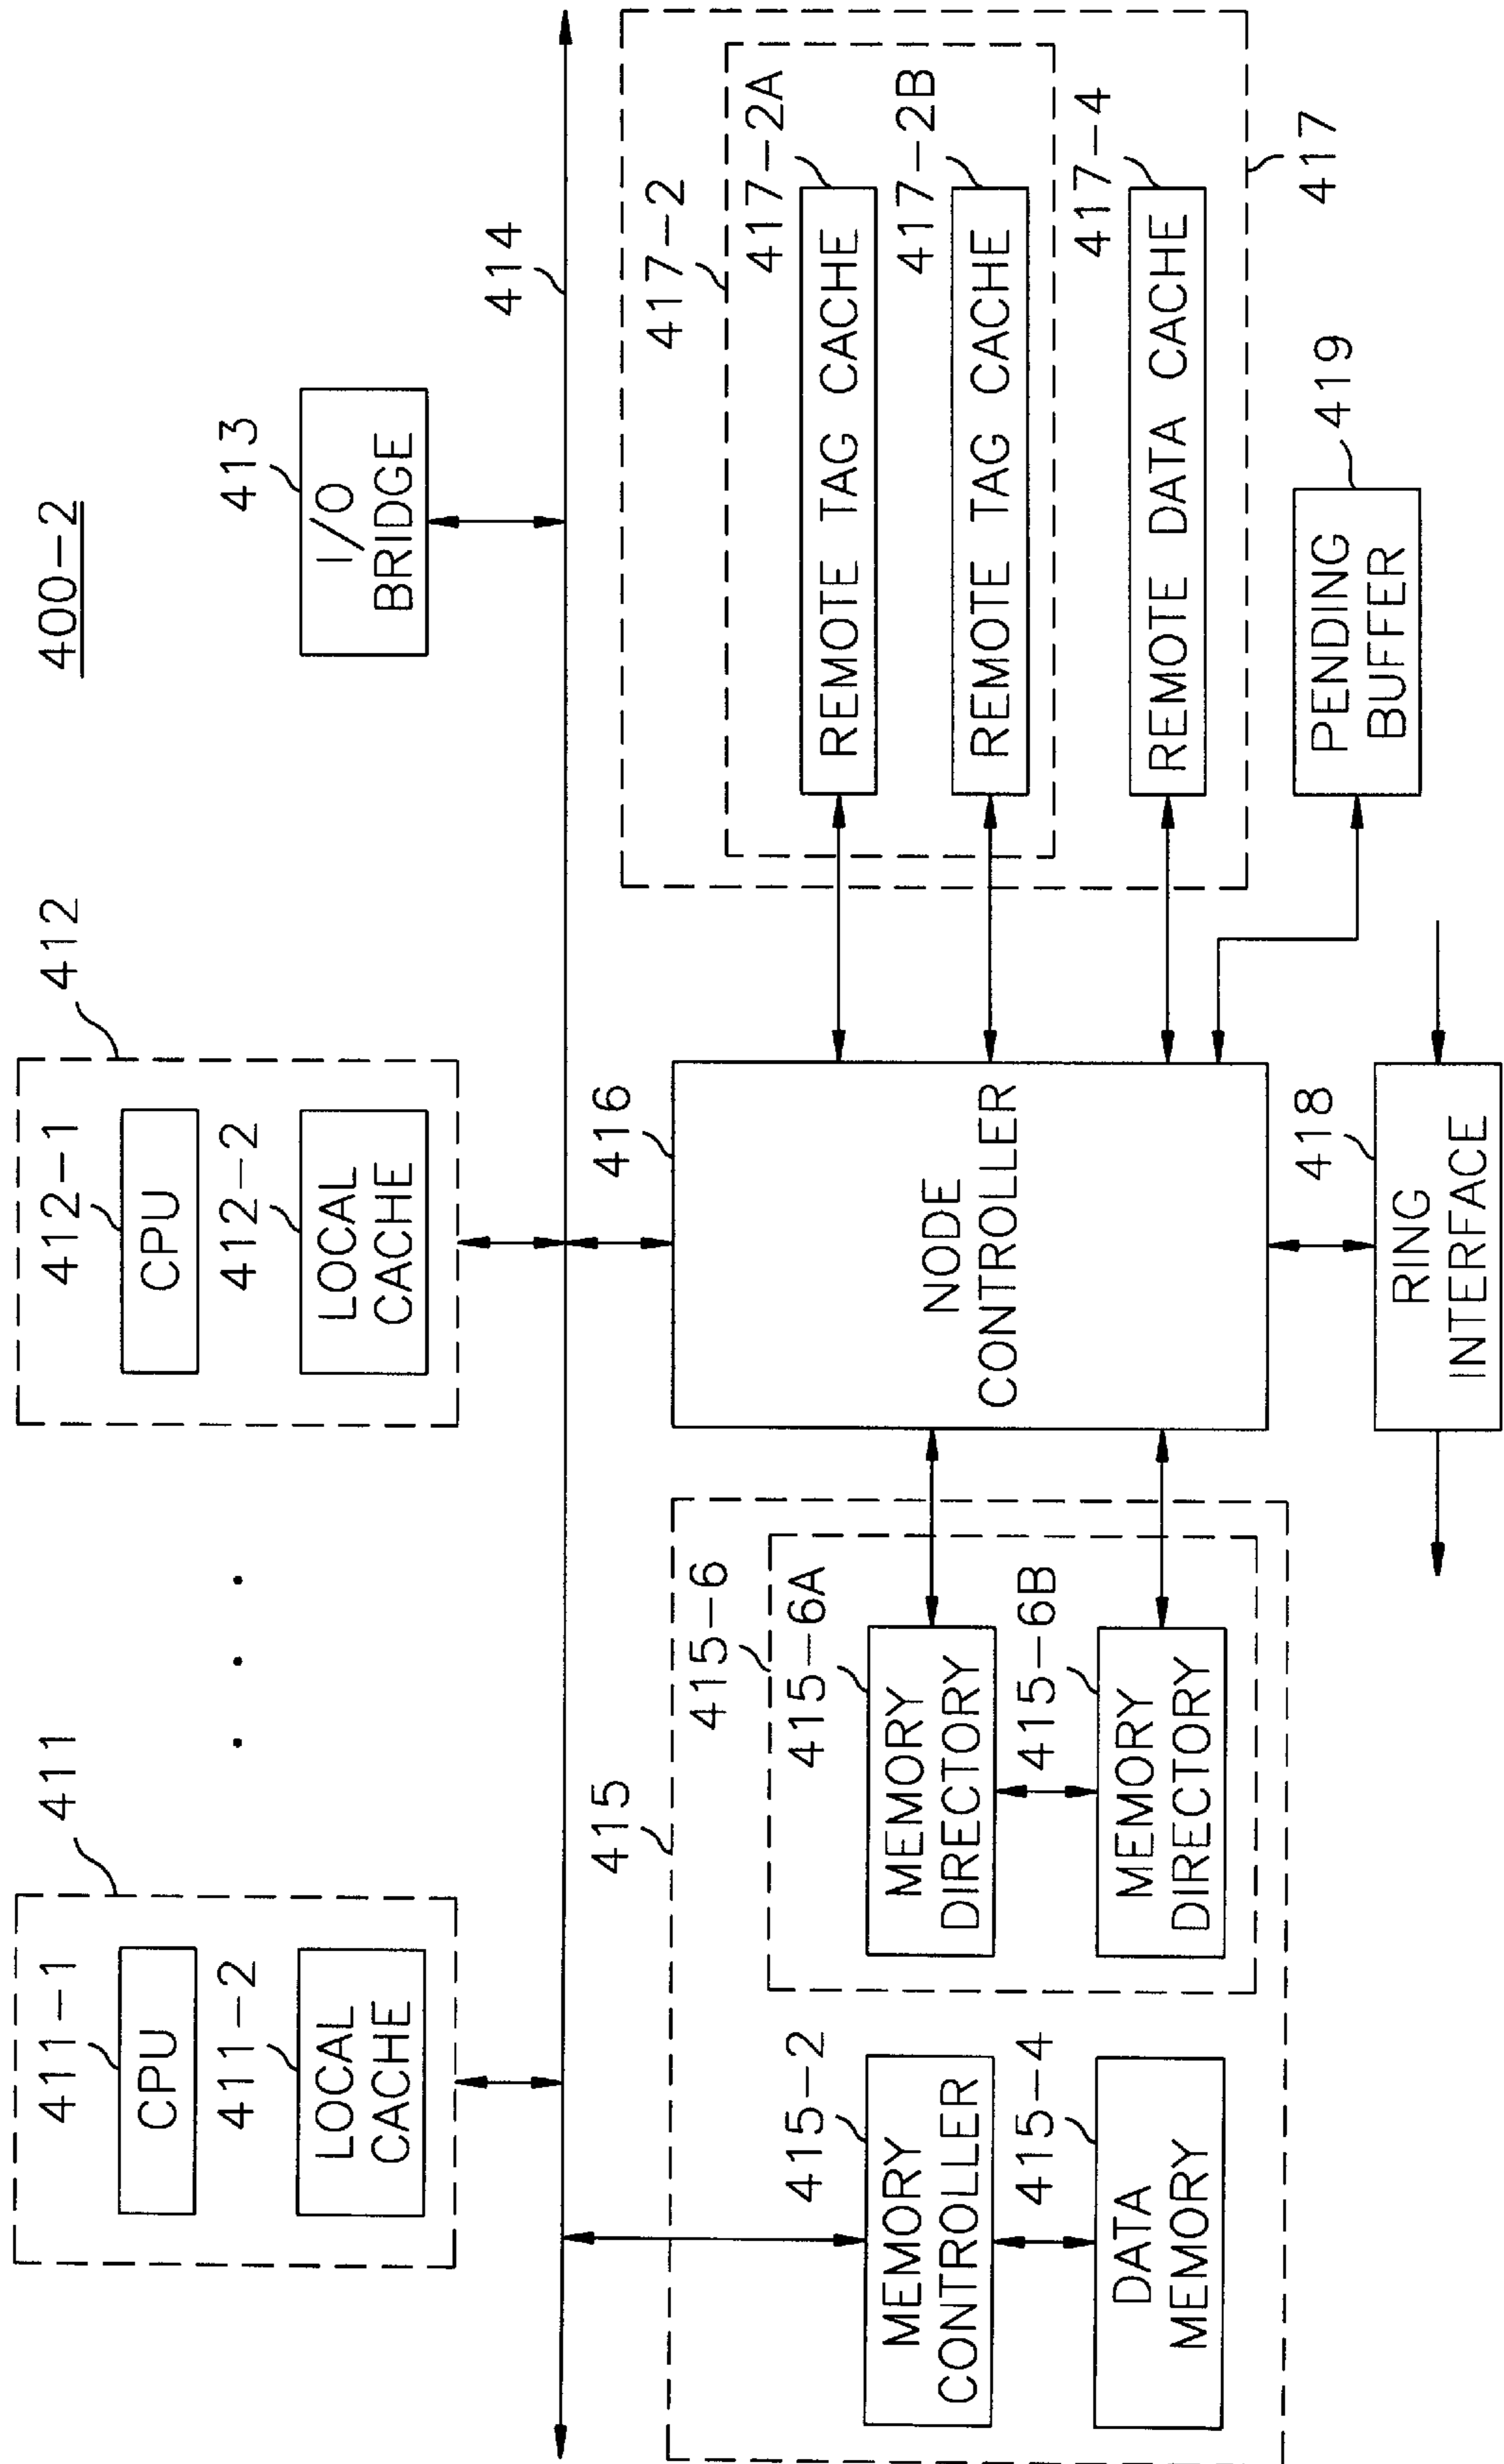 400-2
411
411-1
CPU
411-2
LOCAL
CACHE
412
412-1
CPU
412-2
LOCAL
CACHE
413
I/O
BRIDGE
414
415
415-2
MEMORY
CONTROLLER
415-4
DATA
MEMORY
415-6
415-6A
MEMORY
DIRECTORY
415-6B
MEMORY
DIRECTORY
416
NODE
CONTROLLER
418
RING
INTERFACE
417-2
417-2A
REMOTE TAG CACHE
417-2B
REMOTE TAG CACHE
417-4
REMOTE DATA CACHE
417
419
PENDING
BUFFER